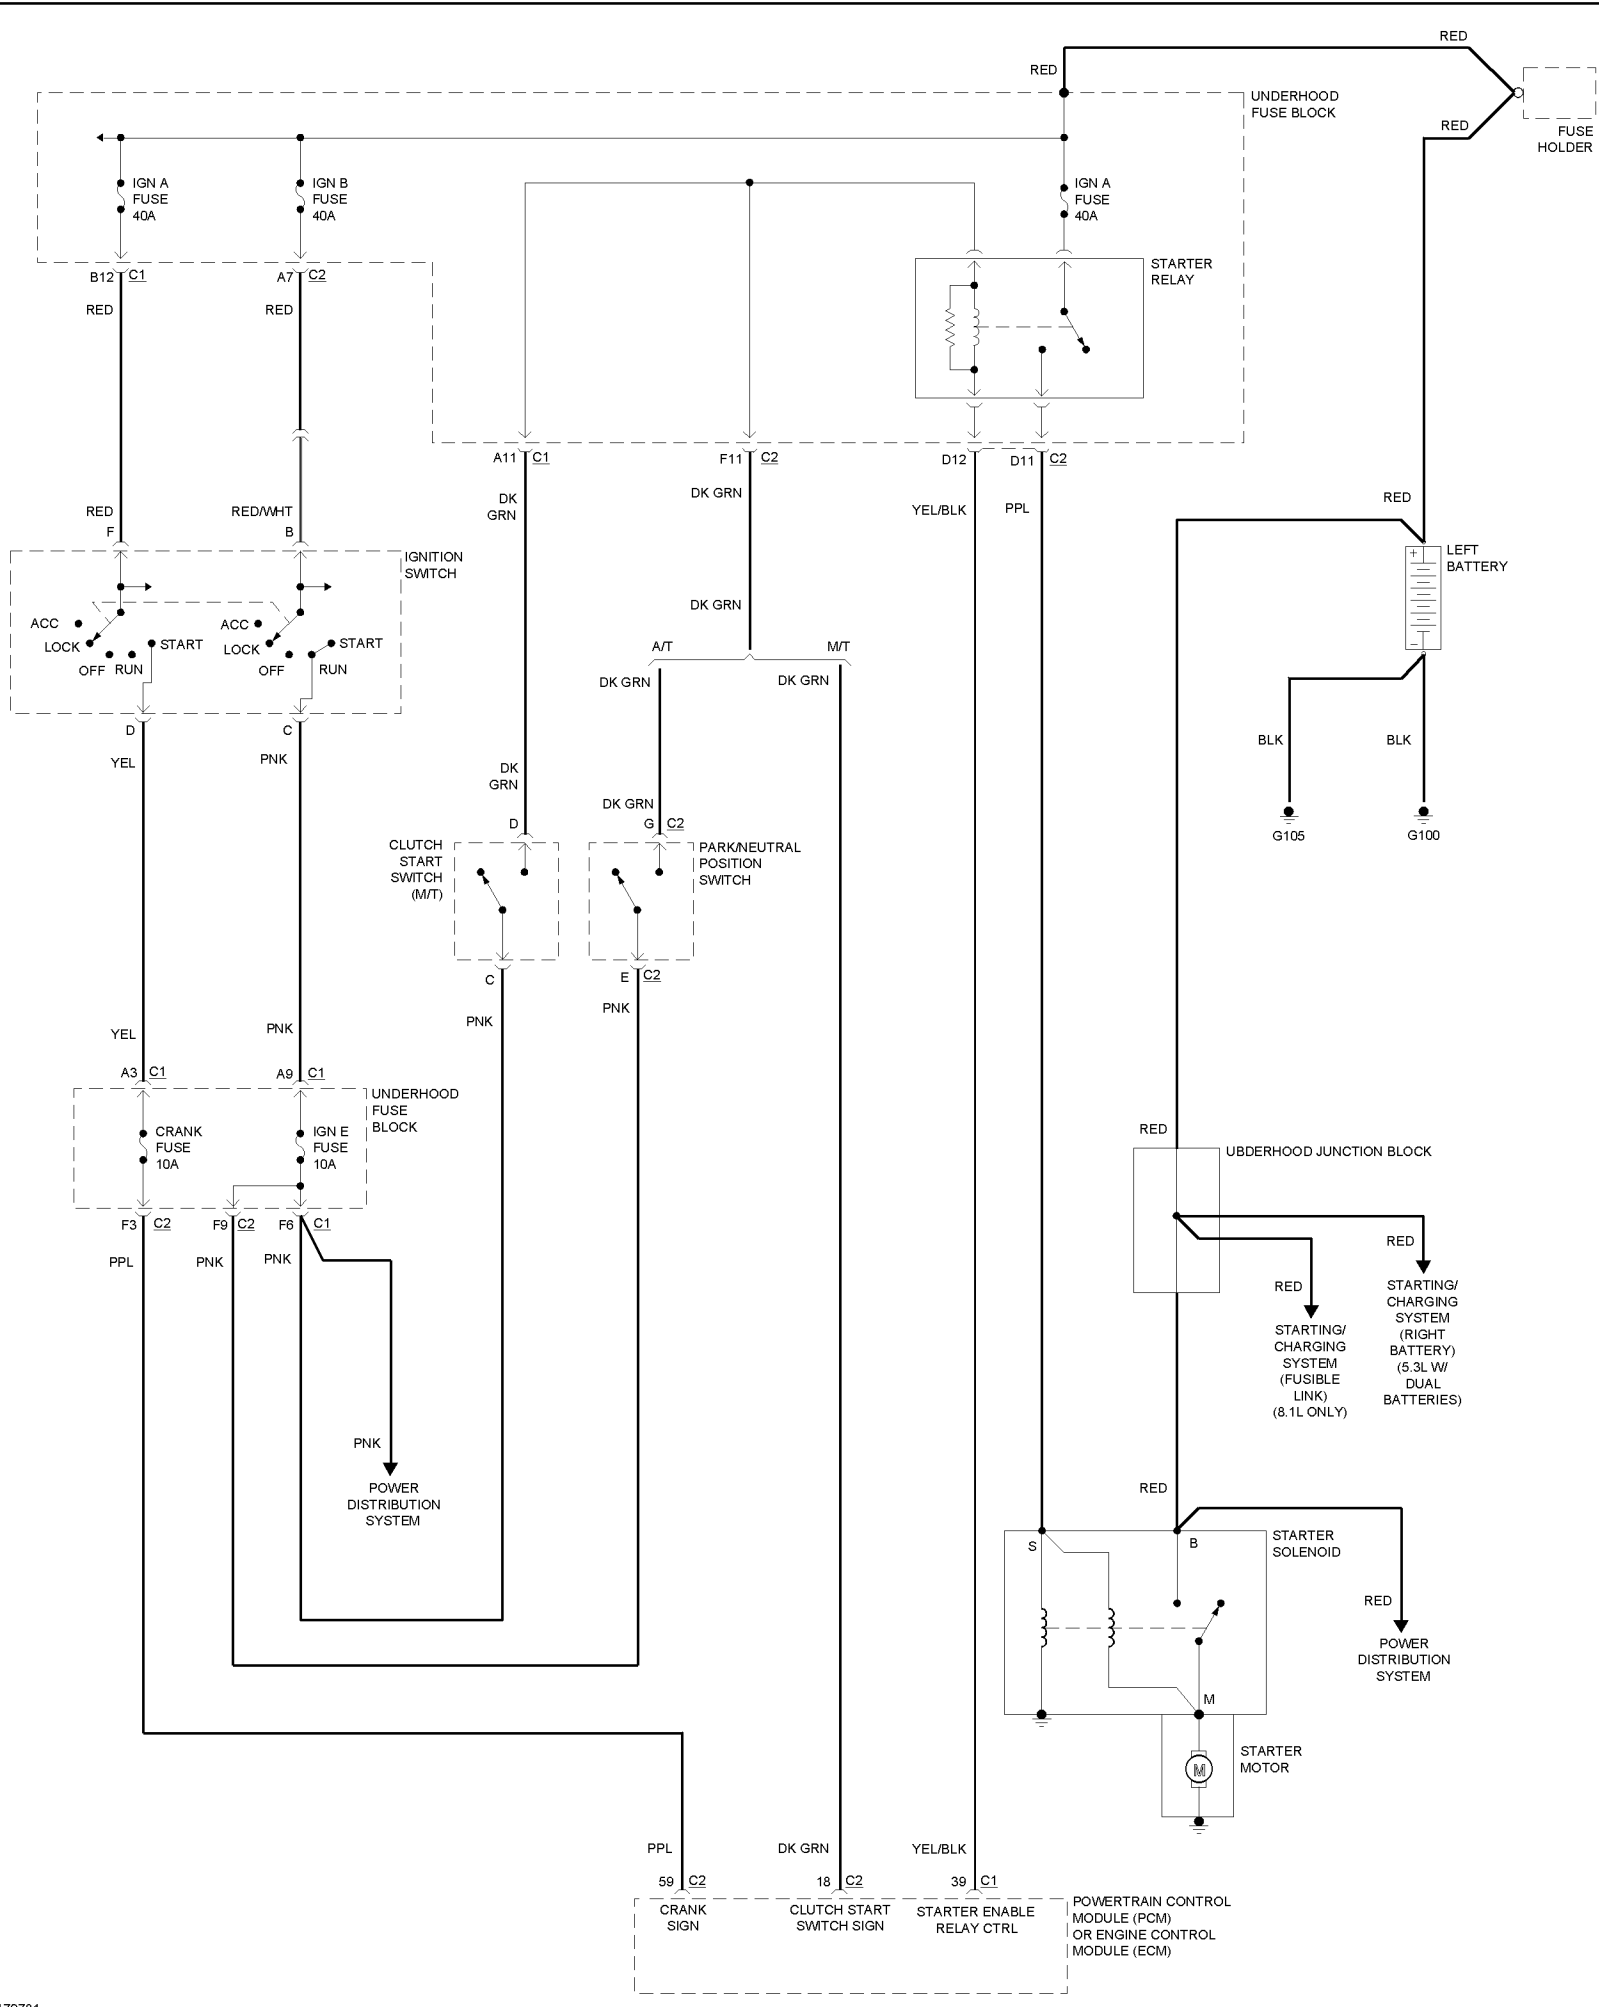 RED
RED
UNDERHOOD
FUSE BLOCK
RED
FUSE
HOLDER
IGN A
FUSE
40A
IGN B
FUSE
40A
IGN A
FUSE
40A
STARTER
RELAY
B12 C1
A7 C2
RED
RED
A11 C1
F11 C2
D12
D11 C2
DK
GRN
DK GRN
YEL/BLK
PPL
RED
RED
RED/WHT
F
B
IGNITION
SWITCH
LEFT
BATTERY
+
-
DK GRN
ACC
LOCK
OFF
RUN
START
ACC
LOCK
OFF
RUN
START
A/T
M/T
DK GRN
DK GRN
D
C
YEL
PNK
BLK
BLK
DK
GRN
DK GRN
D
G C2
G105
G100
CLUTCH
START
SWITCH
(M/T)
PARK/NEUTRAL
POSITION
SWITCH
C
E C2
PNK
PNK
YEL
PNK
A3 C1
A9 C1
UNDERHOOD
FUSE
BLOCK
CRANK
FUSE
10A
IGN E
FUSE
10A
RED
UBDERHOOD JUNCTION BLOCK
F3 C2
F9 C2
F6 C1
PPL
PNK
PNK
RED
RED
STARTING/
CHARGING
SYSTEM
(RIGHT
BATTERY)
(5.3L W/
DUAL
BATTERIES)
STARTING/
CHARGING
SYSTEM
(FUSIBLE
LINK)
(8.1L ONLY)
PNK
POWER
DISTRIBUTION
SYSTEM
RED
S
B
STARTER
SOLENOID
RED
POWER
DISTRIBUTION
SYSTEM
M
STARTER
MOTOR
M
PPL
DK GRN
YEL/BLK
59 C2
18 C2
39 C1
CRANK
SIGN
CLUTCH START
SWITCH SIGN
STARTER ENABLE
RELAY CTRL
POWERTRAIN CONTROL
MODULE (PCM)
OR ENGINE CONTROL
MODULE (ECM)